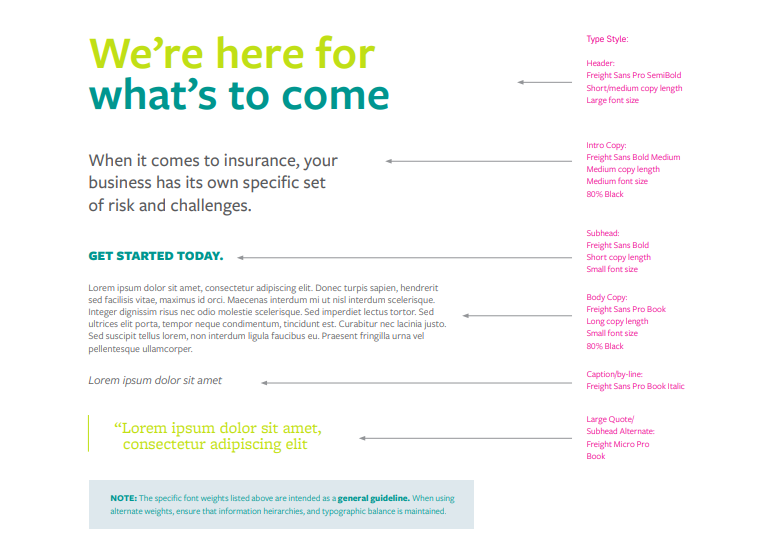 We're here for
what's to come
Type Style:
Header:
Freight Sans Pro SemiBold
Short/medium copy length
Large font size
When it comes to insurance, your
business has its own specific set
of risk and challenges.
Intro Copy:
Freight Sans Bold Medium
Medium copy length
Medium font size
80% Black
GET STARTED TODAY.
Subhead:
Freight Sans Bold
Short copy length
Small font size
Lorem ipsum dolor sit amet, consectetur adipiscing elit. Donec turpis sapien, hendrerit
sed facilisis vitae, maximus id orci. Maecenas interdum mi ut nisl interdum scelerisque.
Integer dignissim risus nec odio molestie scelerisque. Sed imperdiet lectus tortor. Sed
ultrices elit porta, tempor neque condimentum, tincidunt est. Curabitur nec lacinia justo.
Sed suscipit tellus lorem, non interdum ligula faucibus eu. Praesent fringilla urna vel
pellentesque ullamcorper.
Body Copy:
Freight Sans Pro Book
Long copy length
Small font size
80% Black
Lorem ipsum dolor sit amet
Caption/by-line:
Freight Sans Pro Book Italic
“Lorem ipsum dolor sit amet,
consectetur adipiscing elit
Large Quote/
Subhead Alternate:
Freight Micro Pro
Book
NOTE: The specific font weights listed above are intended as a general guideline. When using
alternate weights, ensure that information heirarchies, and typographic balance is maintained.